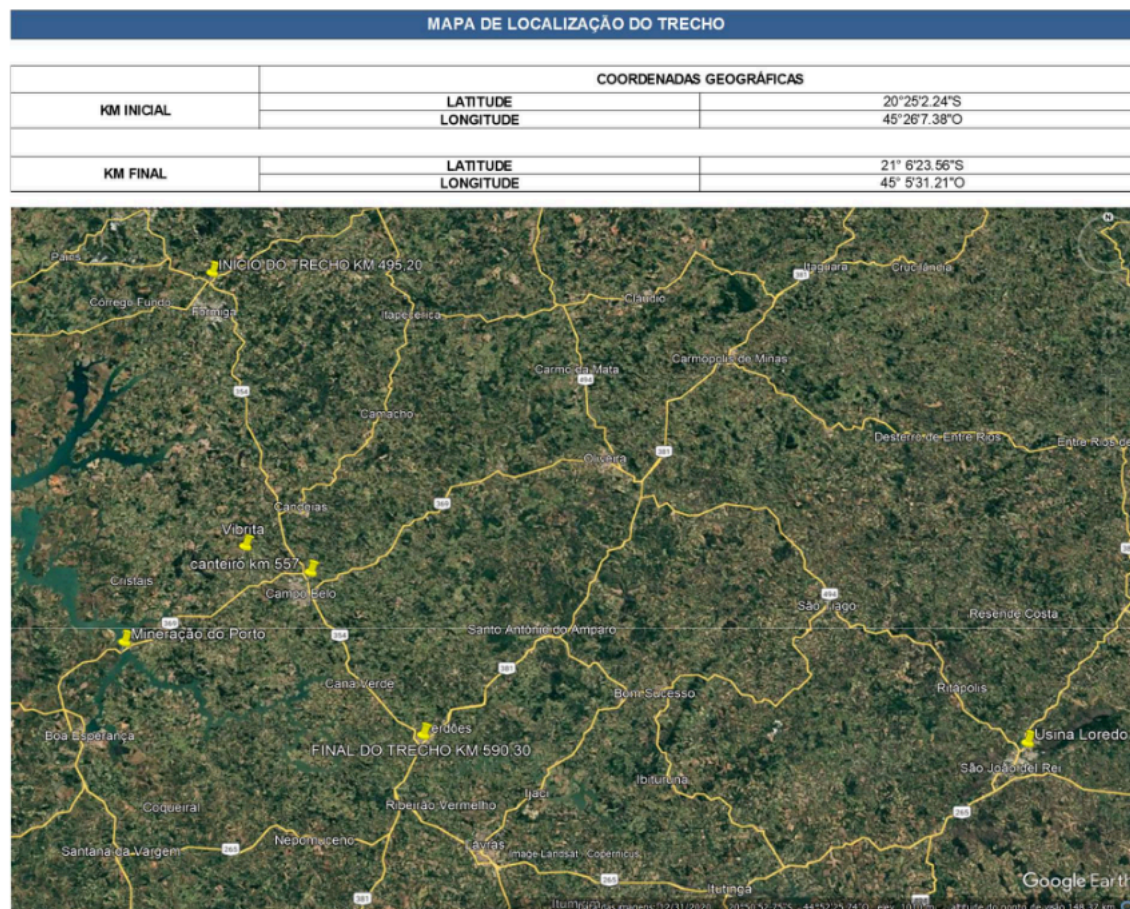 MAPA DE LOCALIZAÇÃO DO TRECHO
COORDENADAS GEOGRÁFICAS
KM INICIAL
LATITUDE 20°25'2.24"S
LONGITUDE 45°26'7.38"O
KM FINAL
LATITUDE 21° 6'23.56"S
LONGITUDE 45° 5'31.21"O
N
Pains
INÍCIO DO TRECHO KM 495,20
381
Itaguara
Crucilândia
Córrego Fundo
Formiga
Itapecerica
Cláudio
Carmópolis de Minas
Carmo da Mata
494
354
Camacho
Desterro de Entre Rios
Entre Rios de
381
Oliveira
369
Candeias
Vibrita
canteiro km 557
Cristais
Campo Belo
494
São Tiago
Resende Costa
369
Mineração do Porto
354
Santo Antônio do Amparo
381
Cana Verde
Bom Sucesso
Ritápolis
Boa Esperança
erdões
FINAL DO TRECHO KM 590,30
Usina Loredo
São João del Rei
Ibituruna
Ijaci
Coqueiral
Ribeirão Vermelho
265
Nepomuceno
Santana da Vargem
265
Lavras
Image Landsat / Copernicus
265
Itutinga
Google Earth
381
Itumirim